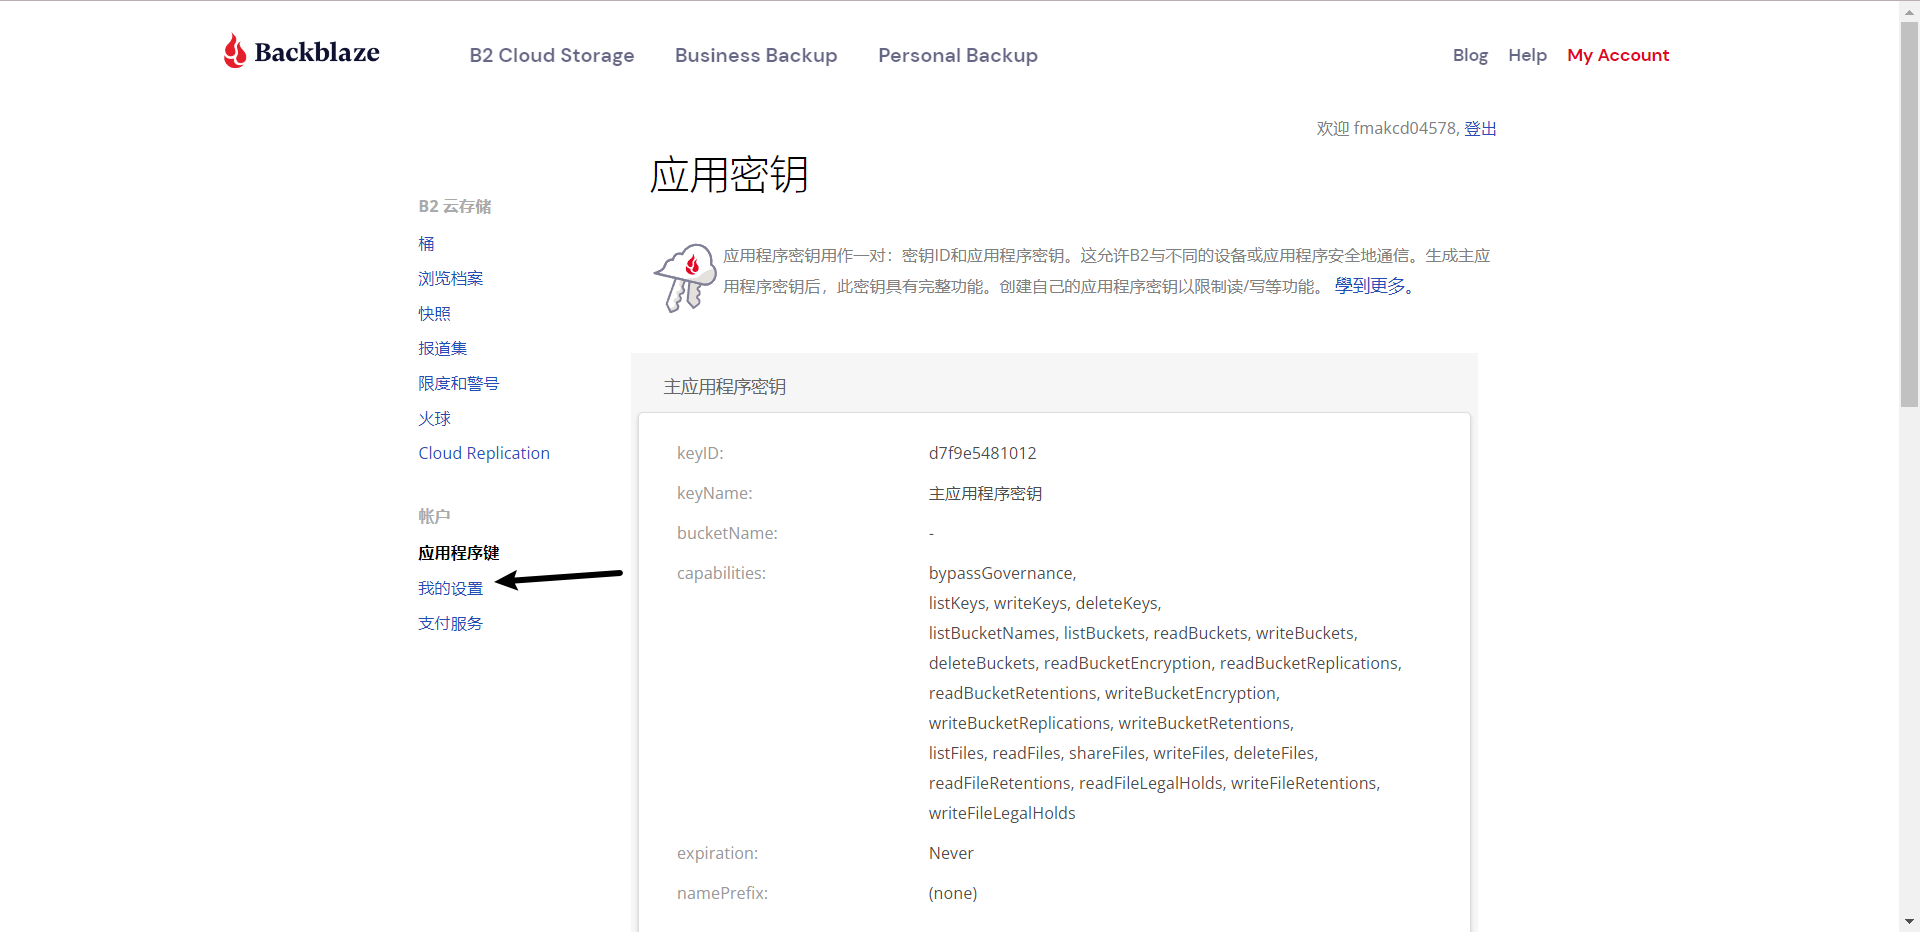 Backblaze
B2 Cloud Storage
Business Backup
Personal Backup
Blog
Help
My Account
欢迎 fmakcd04578, 登出
应用密钥
B2 云存储
桶
浏览档案
快照
报道集
限度和警号
火球
Cloud Replication
帐户
应用程序键
我的设置
支付服务
应用程序密钥用作一对：密钥ID和应用程序密钥。这允许B2与不同的设备或应用程序安全地通信。生成主应
用程序密钥后，此密钥具有完整功能。创建自己的应用程序密钥以限制读/写等功能。 學到更多。
主应用程序密钥
keyID: d7f9e5481012
keyName: 主应用程序密钥
bucketName: -
capabilities: bypassGovernance,
listKeys, writeKeys, deleteKeys,
listBucketNames, listBuckets, readBuckets, writeBuckets,
deleteBuckets, readBucketEncryption, readBucketReplications,
readBucketRetentions, writeBucketEncryption,
writeBucketReplications, writeBucketRetentions,
listFiles, readFiles, shareFiles, writeFiles, deleteFiles,
readFileRetentions, readFileLegalHolds, writeFileRetentions,
writeFileLegalHolds
expiration: Never
namePrefix: (none)